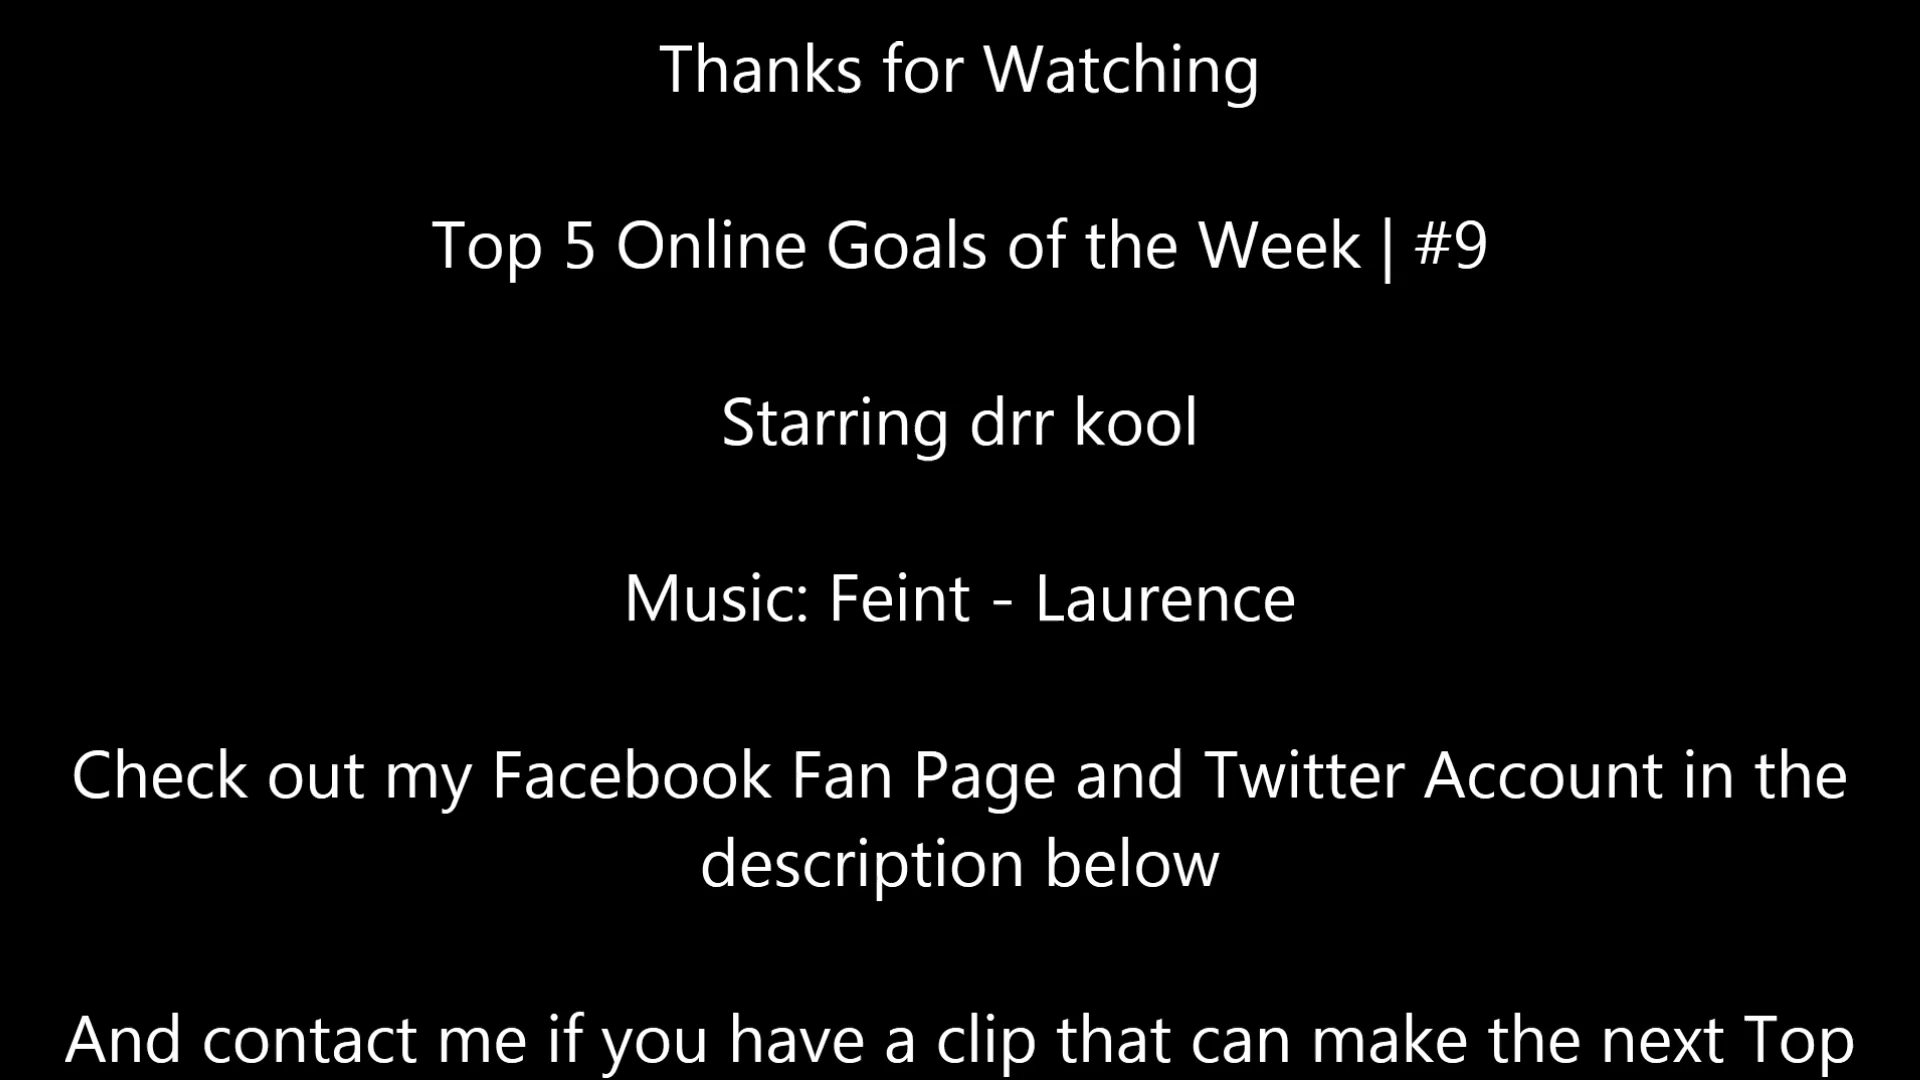 Thanks for Watching
Top 5 Online Goals of the Week | #9
Starring drr kool
Music: Feint - Laurence
Check out my Facebook Fan Page and Twitter Account in the
description below
And contact me if you have a clip that can make the next Top